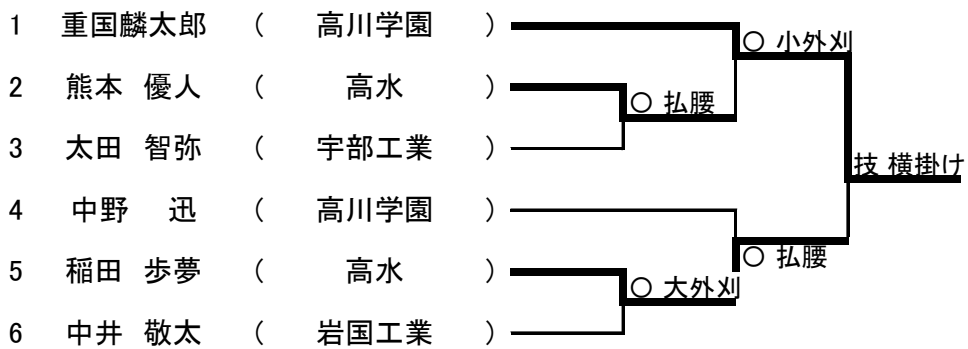 1 重国麟太郎 ( 高川学園 )
○ 小外刈
2 熊本 優人 ( 高水 )
○ 払腰
3 太田 智弥 ( 宇部工業 )
技 横掛け
4 中野 迅 ( 高川学園 )
○ 払腰
5 稲田 歩夢 ( 高水 )
○ 大外刈
6 中井 敬太 ( 岩国工業 )